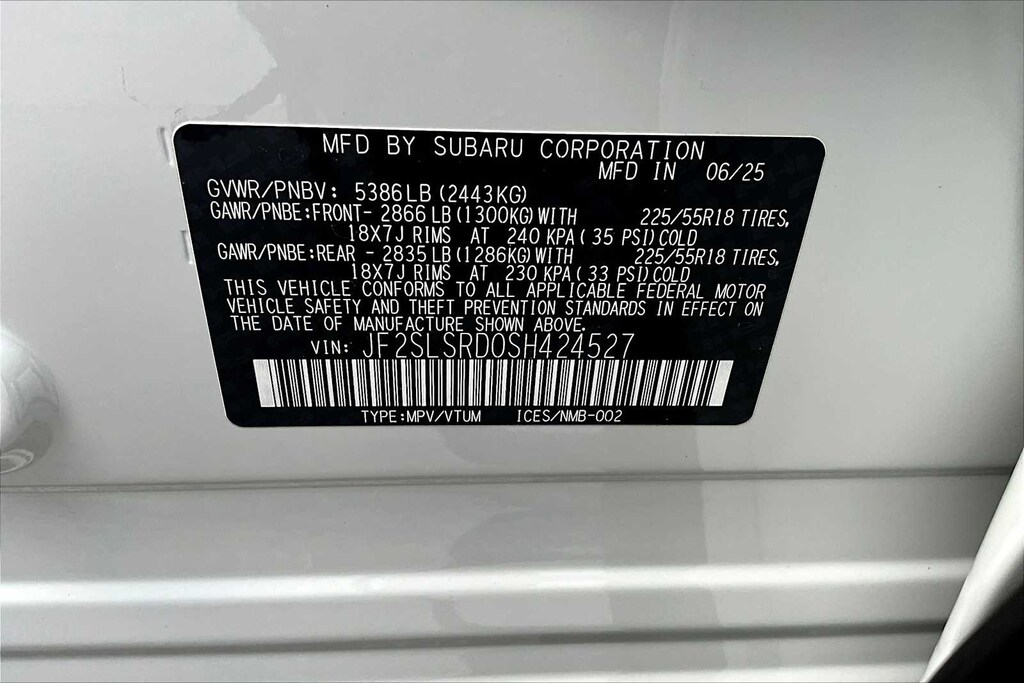 MFD BY SUBARU CORPORATION
MFD IN 06/25
GVWR/PNBV: 5386LB (2443KG)
GAWR/PNBE:FRONT- 2866 LB (1300KG) WITH 225/55R18 TIRES,
18X7J RIMS AT 240 KPA ( 35 PSI) COLD
GAWR/PNBE:REAR - 2835 LB (1286KG) WITH 225/55R18 TIRES,
18X7J RIMS AT 230 KPA ( 33 PSI) COLD
THIS VEHICLE CONFORMS TO ALL APPLICABLE FEDERAL MOTOR
VEHICLE SAFETY AND THEFT PREVENTION STANDARDS IN EFFECT ON
THE DATE OF MANUFACTURE SHOWN ABOVE.
VIN: JF2SLSRD0SH424527
TYPE:MPV/VTUM ICES/NMB-002